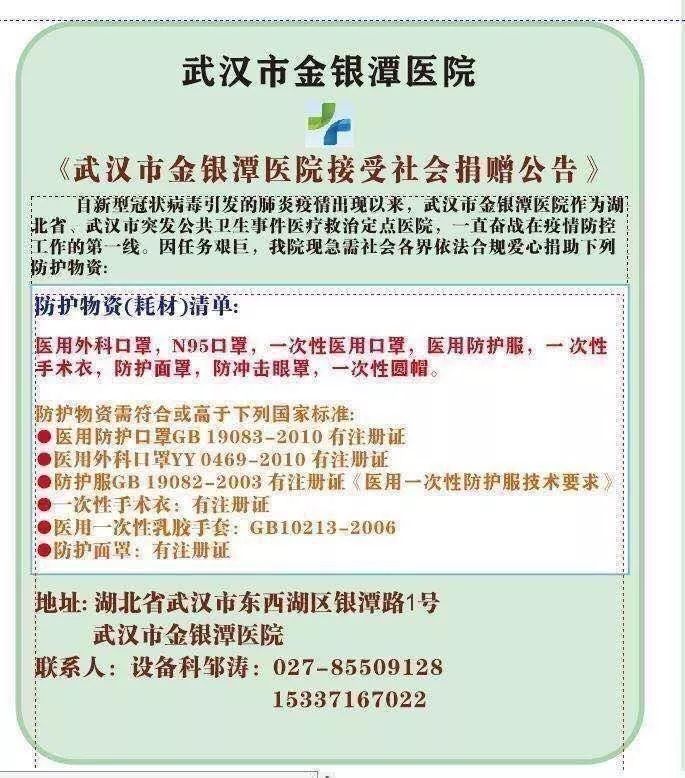 武汉市金银潭医院
《武汉市金银潭医院接受社会捐赠公告》
自新型冠状病毒引发的肺炎疫情出现以来，武汉市金银潭医院作为湖
北省、武汉市突发公共卫生事件医疗救治定点医院，一直奋战在疫情防控
工作的第一线。因任务艰巨，我院现急需社会各界依法合规爱心捐助下列
防护物资:
防护物资(耗材)清单:
医用外科口罩，N95口罩，一次性医用口罩，医用防护服，一 次性
手术衣，防护面罩，防冲击眼罩，一次性圆帽。
防护物资需符合或高于下列国家标准:
●医用防护口罩GB 19083-2010 有注册证
●医用外科口罩YY 0469-2010 有注册证
●防护服GB 19082-2003 有注册证《医用一次性防护服技术要求》
●一次性手术衣：有注册证
●医用一次性乳胶手套：GB10213-2006
●防护面罩：有注册证
地址: 湖北省武汉市东西湖区银潭路1号
武汉市金银潭医院
联系人：设备科邹涛：027-85509128
15337167022